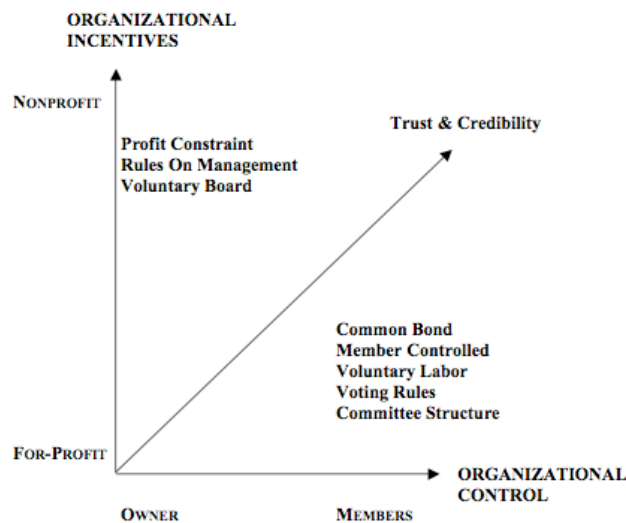 ORGANIZATIONAL
INCENTIVES
NONPROFIT
Trust & Credibility
Profit Constraint
Rules On Management
Voluntary Board
Common Bond
Member Controlled
Voluntary Labor
Voting Rules
Committee Structure
FOR-PROFIT
ORGANIZATIONAL
CONTROL
OWNER
MEMBERS